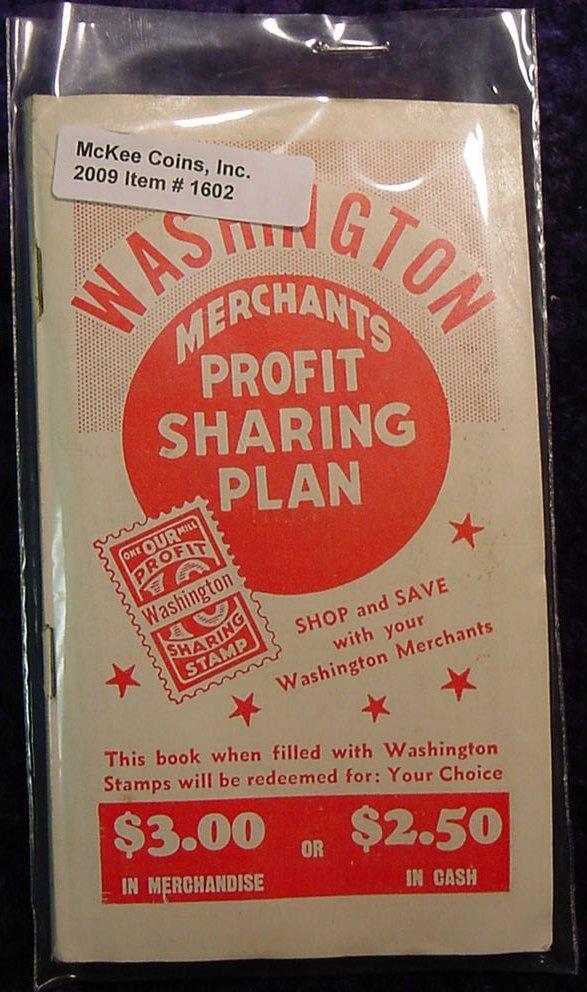 McKee Coins, Inc.
2009 Item # 1602
WASHINGTON
MERCHANTS
PROFIT
SHARING
PLAN
ONE OUR MILL
PROFIT
Washington
SHARING
STAMP
SHOP and SAVE
with your
Washington Merchants
This book when filled with Washington
Stamps will be redeemed for: Your Choice
$3.00 OR $2.50
IN MERCHANDISE IN CASH